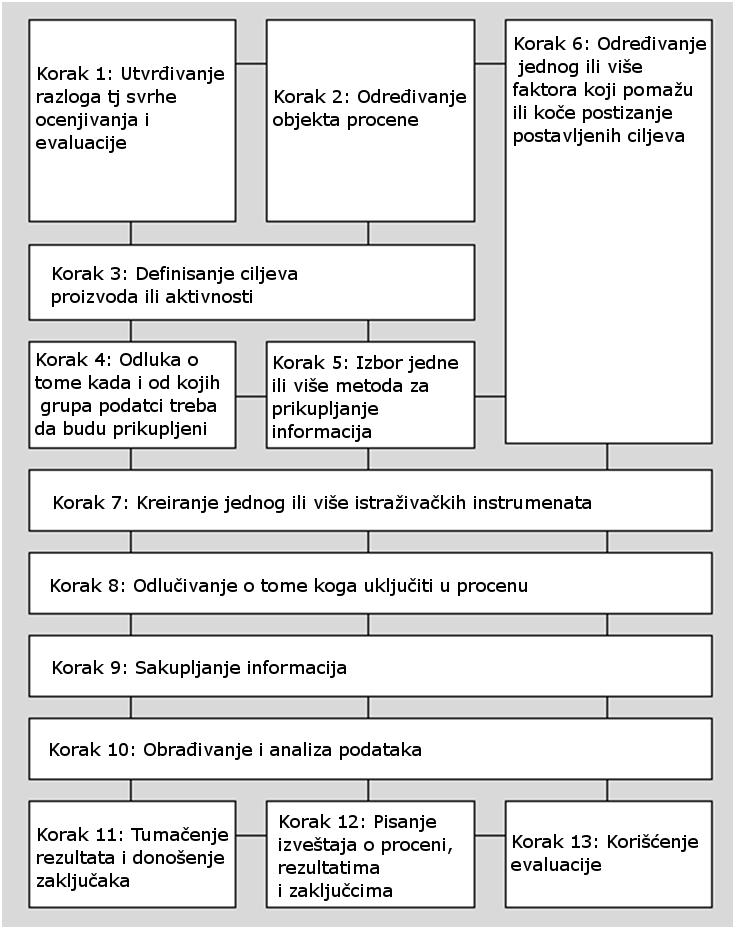 Korak 1: Utvrđivanje
razloga tj svrhe
ocenjivanja i
evaluacije
Korak 2: Određivanje
objekta procene
Korak 6: Određivanje
jednog ili više
faktora koji pomažu
ili koče postizanje
postavljenih ciljeva
Korak 3: Definisanje ciljeva
proizvoda ili aktivnosti
Korak 4: Odluka o
tome kada i od kojih
grupa podatci treba
da budu prikupljeni
Korak 5: Izbor jedne
ili više metoda za
prikupljanje
informacija
Korak 7: Kreiranje jednog ili više istraživačkih instrumenata
Korak 8: Odlučivanje o tome koga uključiti u procenu
Korak 9: Sakupljanje informacija
Korak 10: Obrađivanje i analiza podataka
Korak 11: Tumačenje
rezultata i donošenje
zaključaka
Korak 12: Pisanje
izveštaja o proceni,
rezultatima
i zaključcima
Korak 13: Korišćenje
evaluacije